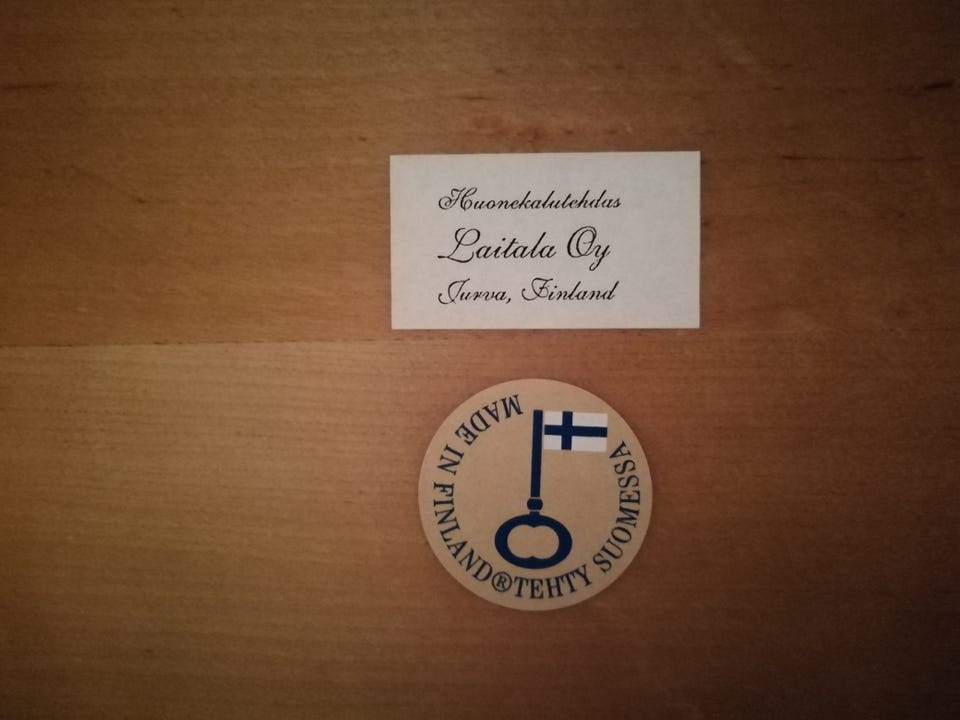 Huonekalutehdas
Laitala Oy
Jurva, Finland
MADE IN FINLAND ® TEHTY SUOMESSA